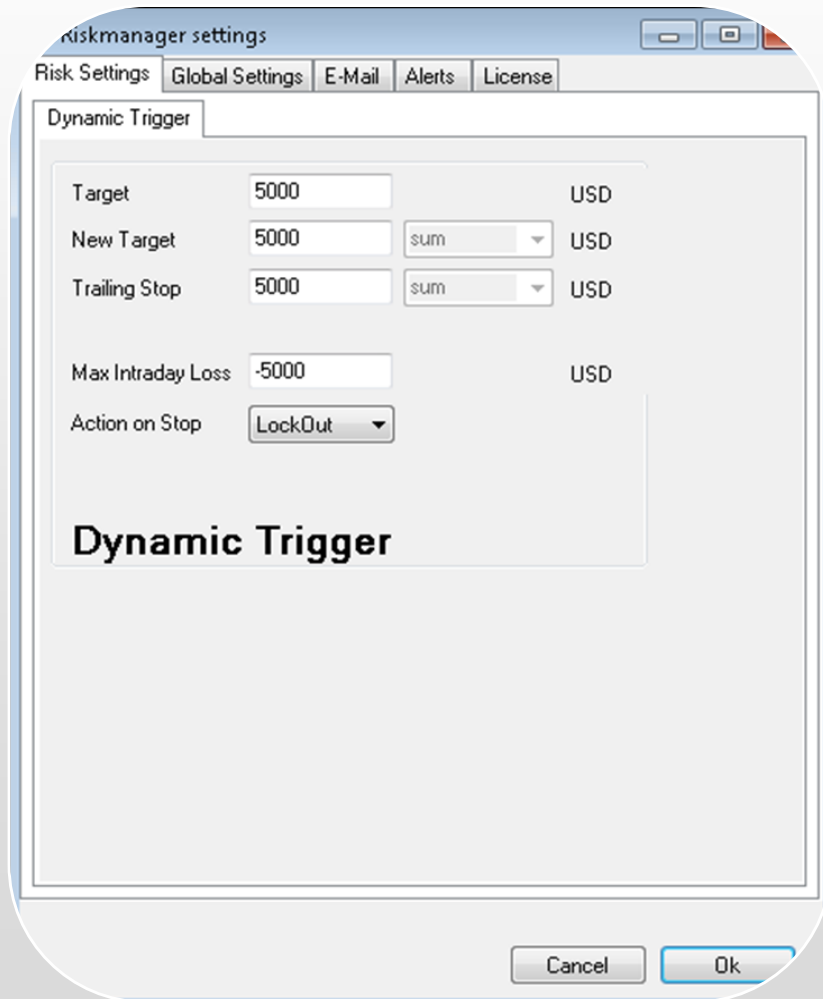 Riskmanager settings
Risk Settings Global Settings E-Mail Alerts License
Dynamic Trigger
Target 5000 USD
New Target 5000 sum USD
Trailing Stop 5000 sum USD
Max Intraday Loss -5000 USD
Action on Stop LockOut
Dynamic Trigger
Cancel Ok